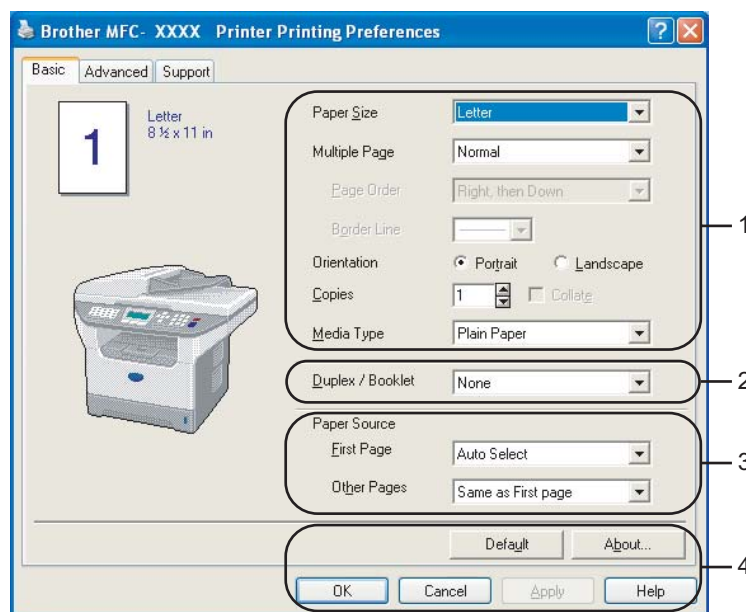 Brother MFC- XXXX Printer Printing Preferences
Basic Advanced Support
1
Letter
8 ½ x 11 in
Paper Size Letter
Multiple Page Normal
Page Order Right, then Down
Border Line
Orientation Portrait Landscape
Copies 1 Collate
Media Type Plain Paper
1
Duplex / Booklet None
2
Paper Source
First Page Auto Select
Other Pages Same as First page
3
Default About...
OK Cancel Apply Help
4